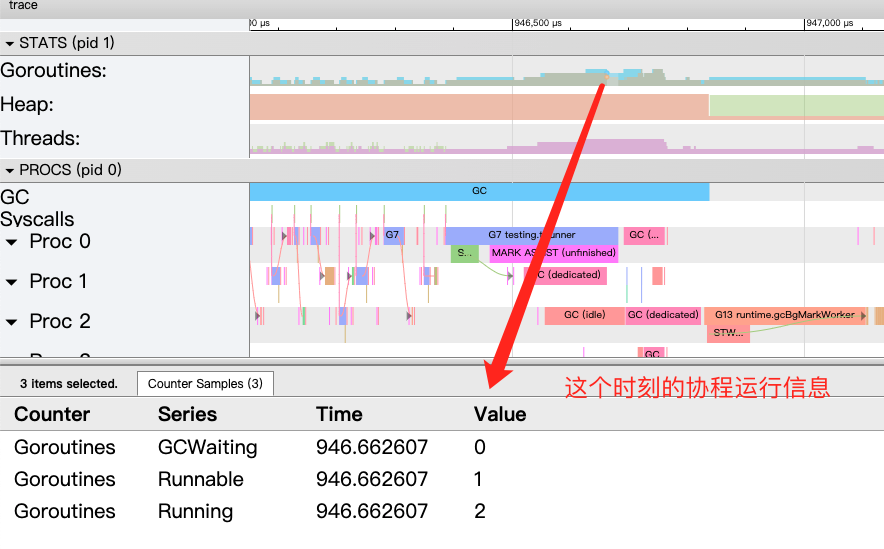 trace
0 µs 946,500 µs 947,000 µs
STATS (pid 1)
Goroutines:
Heap:
Threads:
PROCS (pid 0)
GC GC
Syscalls
Proc 0 G7 G7 testing.tRunner GC (...
S... MARK ASSIST (unfinished)
Proc 1 GC (dedicated)
Proc 2 GC (idle) GC (dedicated) G13 runtime.gcBgMarkWorker
STW...
GC
3 items selected. Counter Samples (3)
这个时刻的协程运行信息
Counter Series Time Value
Goroutines GCWaiting 946.662607 0
Goroutines Runnable 946.662607 1
Goroutines Running 946.662607 2